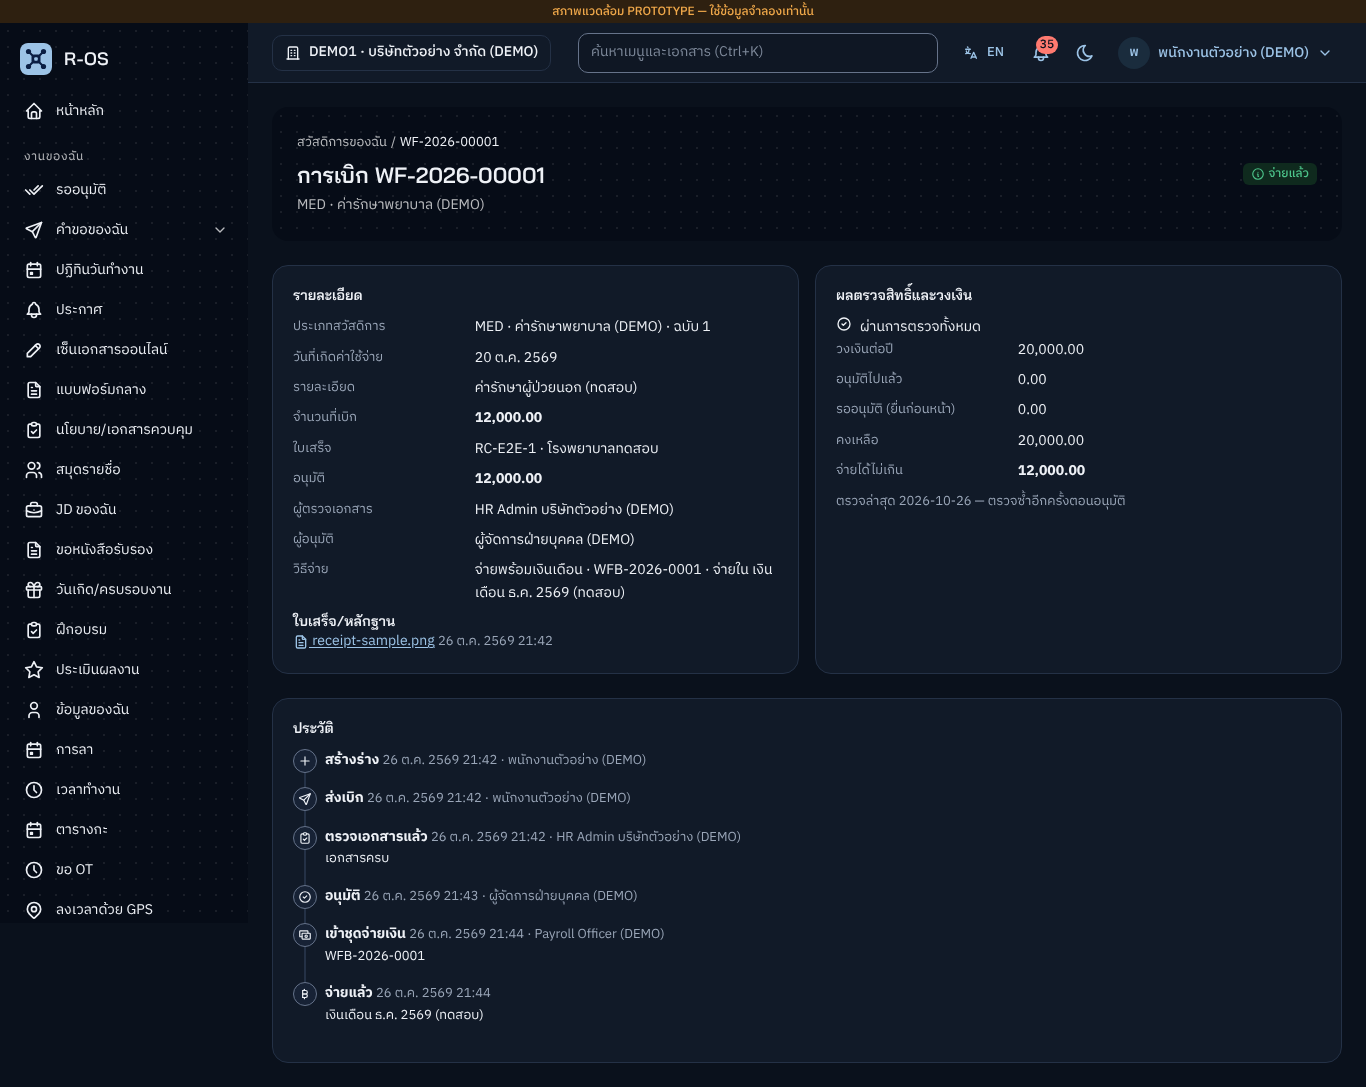 สภาพแวดล้อม PROTOTYPE — ใช้ข้อมูลจำลองเท่านั้น
R-OS
DEMO1 · บริษัทตัวอย่าง จำกัด (DEMO)
ค้นหาเมนูและเอกสาร (Ctrl+K)
EN
35
พ
พนักงานตัวอย่าง (DEMO)
หน้าหลัก
งานของฉัน
รออนุมัติ
คำขอของฉัน
ปฏิทินวันทำงาน
ประกาศ
เซ็นเอกสารออนไลน์
แบบฟอร์มกลาง
นโยบาย/เอกสารควบคุม
สมุดรายชื่อ
JD ของฉัน
ขอหนังสือรับรอง
วันเกิด/ครบรอบงาน
ฝึกอบรม
ประเมินผลงาน
ข้อมูลของฉัน
การลา
เวลาทำงาน
ตารางกะ
ขอ OT
ลงเวลาด้วย GPS
สวัสดิการของฉัน / WF-2026-00001
การเบิก WF-2026-00001
MED · ค่ารักษาพยาบาล (DEMO)
จ่ายแล้ว
รายละเอียด
ประเภทสวัสดิการ MED · ค่ารักษาพยาบาล (DEMO) · ฉบับ 1
วันที่เกิดค่าใช้จ่าย 20 ต.ค. 2569
รายละเอียด ค่ารักษาผู้ป่วยนอก (ทดสอบ)
จำนวนที่เบิก 12,000.00
ใบเสร็จ RC-E2E-1 · โรงพยาบาลทดสอบ
อนุมัติ 12,000.00
ผู้ตรวจเอกสาร HR Admin บริษัทตัวอย่าง (DEMO)
ผู้อนุมัติ ผู้จัดการฝ่ายบุคคล (DEMO)
วิธีจ่าย จ่ายพร้อมเงินเดือน · WFB-2026-0001 · จ่ายใน เงิน
เดือน ธ.ค. 2569 (ทดสอบ)
ใบเสร็จ/หลักฐาน
receipt-sample.png 26 ต.ค. 2569 21:42
ผลตรวจสิทธิ์และวงเงิน
ผ่านการตรวจทั้งหมด
วงเงินต่อปี 20,000.00
อนุมัติไปแล้ว 0.00
รออนุมัติ (ยื่นก่อนหน้า) 0.00
คงเหลือ 20,000.00
จ่ายได้ไม่เกิน 12,000.00
ตรวจล่าสุด 2026-10-26 — ตรวจซ้ำอีกครั้งตอนอนุมัติ
ประวัติ
สร้างร่าง 26 ต.ค. 2569 21:42 · พนักงานตัวอย่าง (DEMO)
ส่งเบิก 26 ต.ค. 2569 21:42 · พนักงานตัวอย่าง (DEMO)
ตรวจเอกสารแล้ว 26 ต.ค. 2569 21:42 · HR Admin บริษัทตัวอย่าง (DEMO)
เอกสารครบ
อนุมัติ 26 ต.ค. 2569 21:43 · ผู้จัดการฝ่ายบุคคล (DEMO)
เข้าชุดจ่ายเงิน 26 ต.ค. 2569 21:44 · Payroll Officer (DEMO)
WFB-2026-0001
จ่ายแล้ว 26 ต.ค. 2569 21:44
เงินเดือน ธ.ค. 2569 (ทดสอบ)